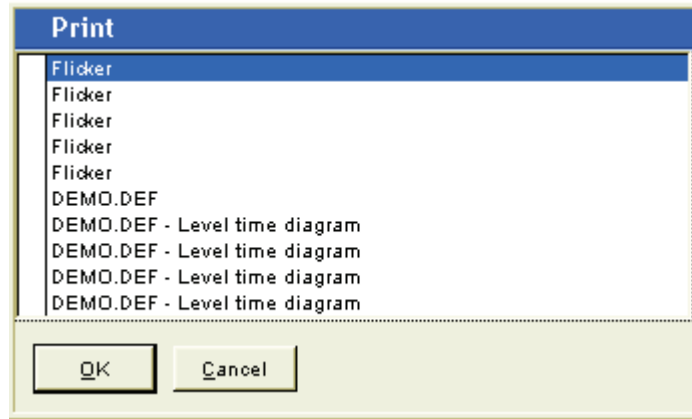 Print
Flicker
Flicker
Flicker
Flicker
Flicker
DEMO.DEF
DEMO.DEF - Level time diagram
DEMO.DEF - Level time diagram
DEMO.DEF - Level time diagram
DEMO.DEF - Level time diagram
OK
Cancel